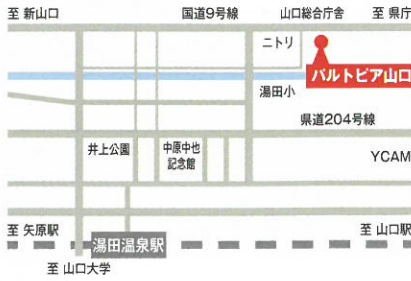 至 新山口
国道9号線
山口総合庁舎
至 県庁
ニトリ
パルトピア山口
湯田小
県道204号線
井上公園
中原中也
記念館
YCAM
至 矢原駅
湯田温泉駅
至 山口駅
至 山口大学